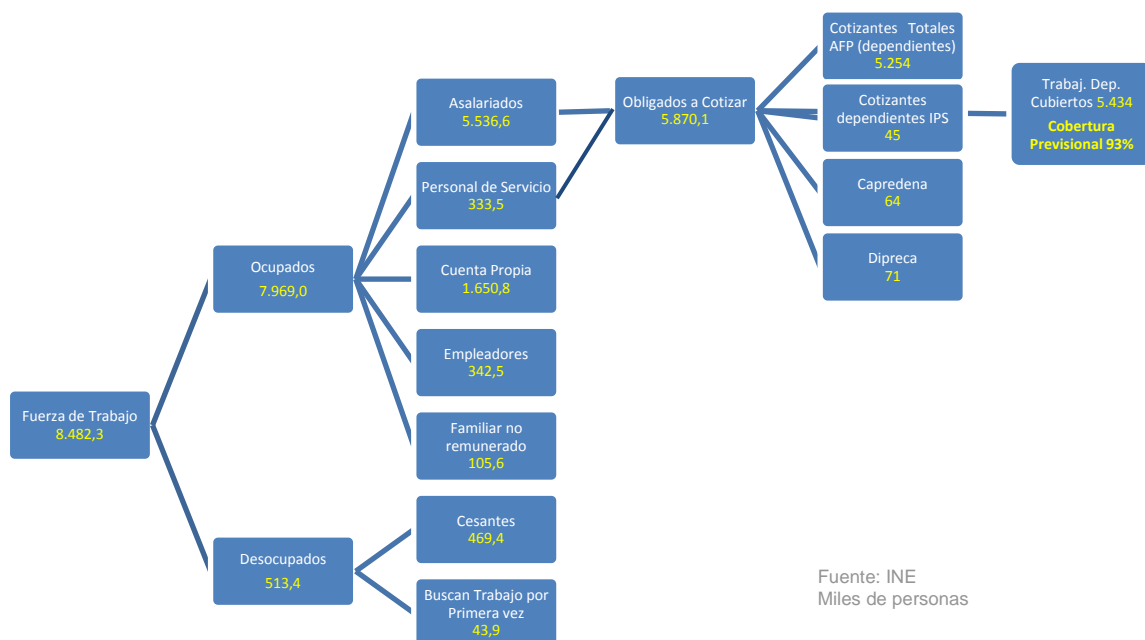 Fuerza de Trabajo
8.482,3
Ocupados
7.969,0
Desocupados
513,4
Asalariados
5.536,6
Personal de Servicio
333,5
Cuenta Propia
1.650,8
Empleadores
342,5
Familiar no
remunerado
105,6
Cesantes
469,4
Buscan Trabajo por
Primera vez
43,9
Obligados a Cotizar
5.870,1
Cotizantes Totales
AFP (dependientes)
5.254
Cotizantes
dependientes IPS
45
Capredena
64
Dipreca
71
Trabaj. Dep.
Cubiertos 5.434
Cobertura
Previsional 93%
Fuente: INE
Miles de personas